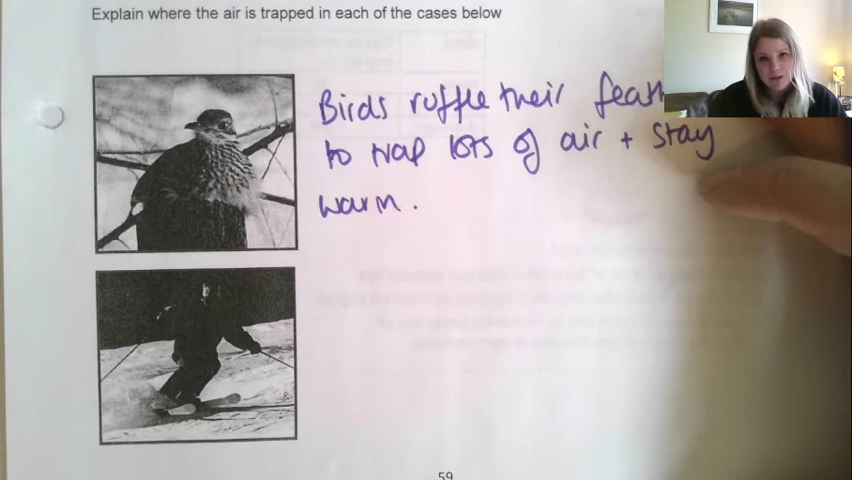 Explain where the air is trapped in each of the cases below
Birds ruffle their feath
to trap lots of air + stay
warm.
59